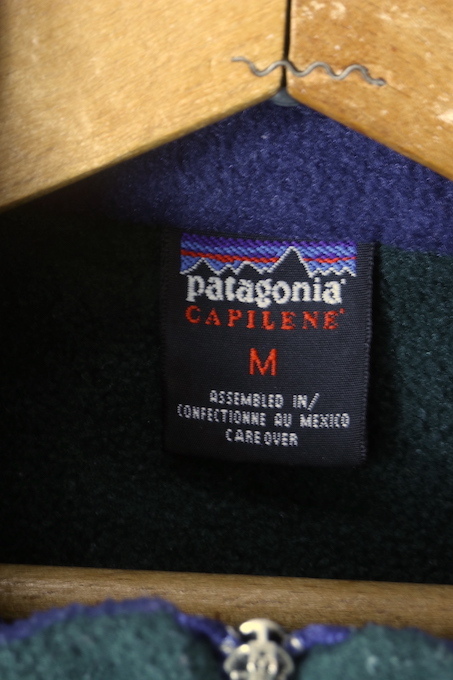 patagonia®
CAPILENE®
M
ASSEMBLED IN/
CONFECTIONNE AU MEXICO
CARE OVER